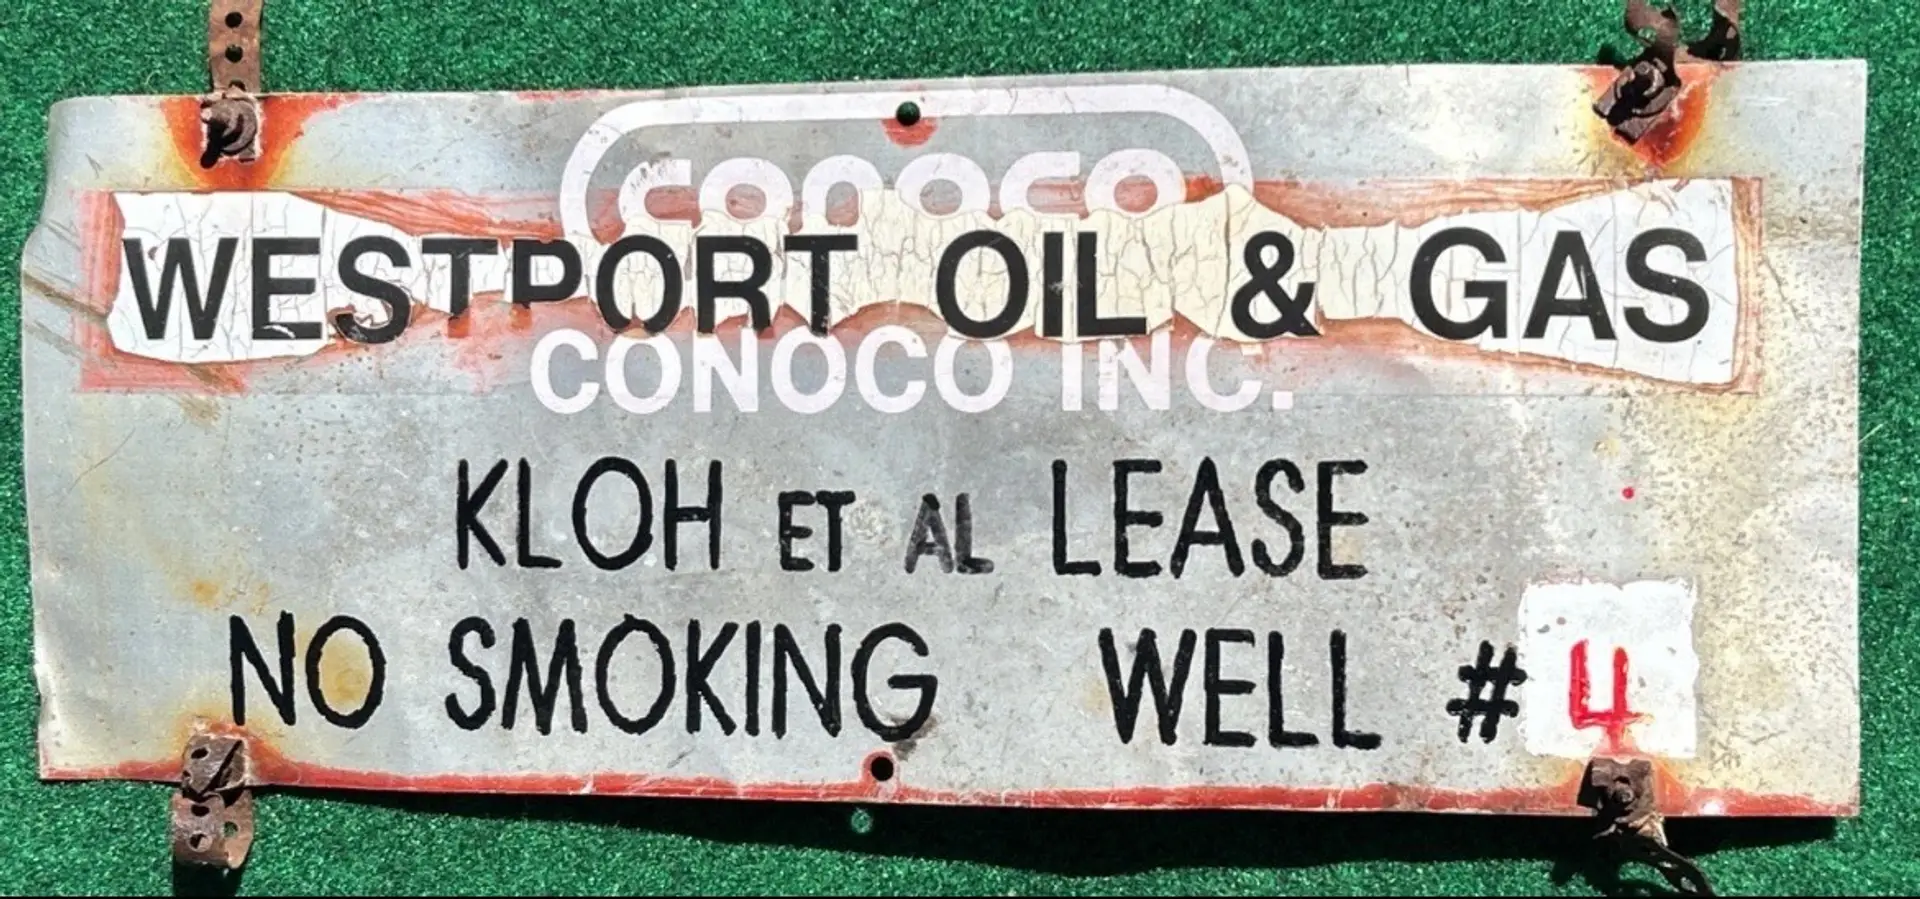 conoco
WESTPORT OIL & GAS
CONOCO INC.
KLOH ET AL LEASE
NO SMOKING WELL #4